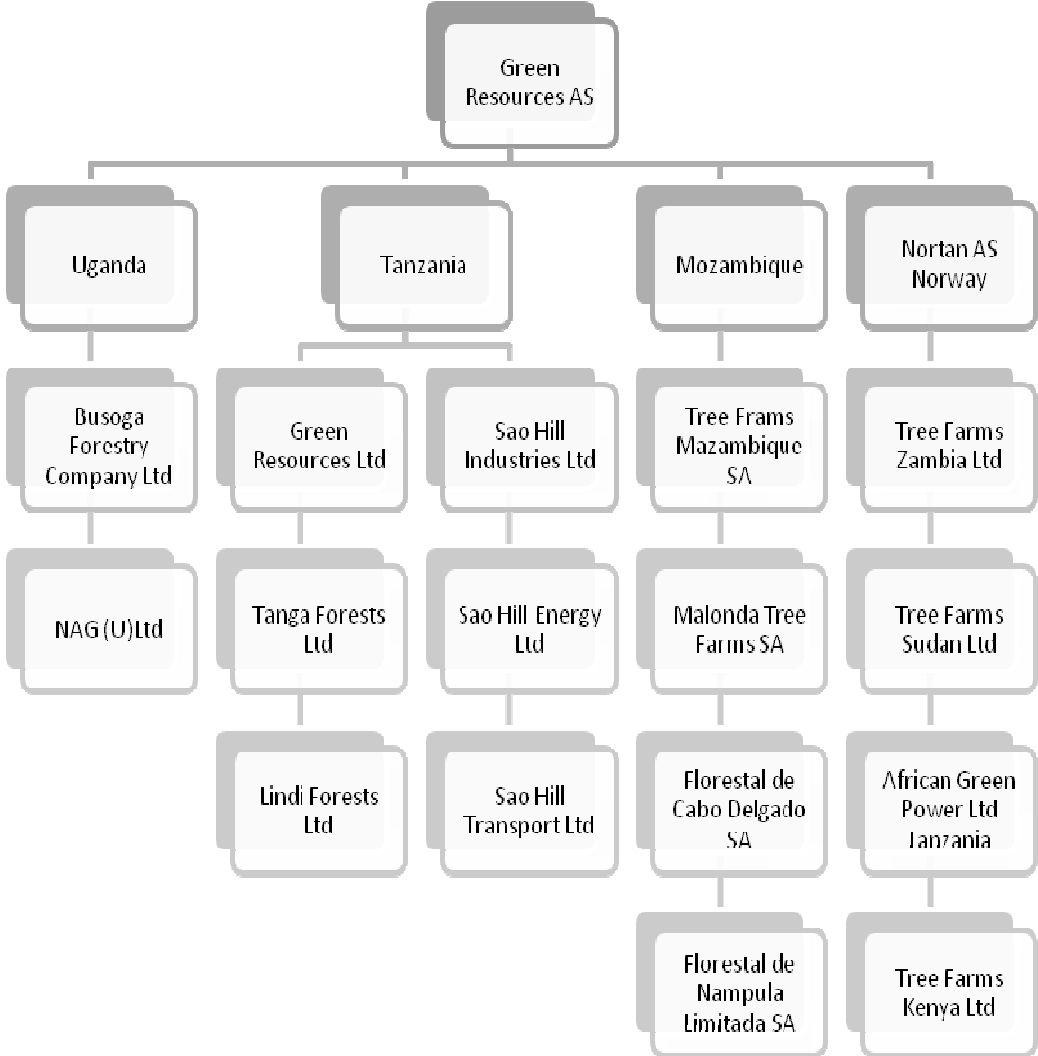 Green
Resources AS
Uganda
Tanzania
Mozambique
Nortan AS
Norway
Busoga
Forestry
Company Ltd
Green
Resources Ltd
Sao Hill
Industries Ltd
Tree Frams
Mazambique
SA
Tree Farms
Zambia Ltd
NAG (U)Ltd
Tanga Forests
Ltd
Sao Hill Energy
Ltd
Malonda Tree
Farms SA
Tree Farms
Sudan Ltd
Lindi Forests
Ltd
Sao Hill
Transport Ltd
Florestal de
Cabo Delgado
SA
African Green
Power Ltd
Tanzania
Florestal de
Nampula
Limitada SA
Tree Farms
Kenya Ltd